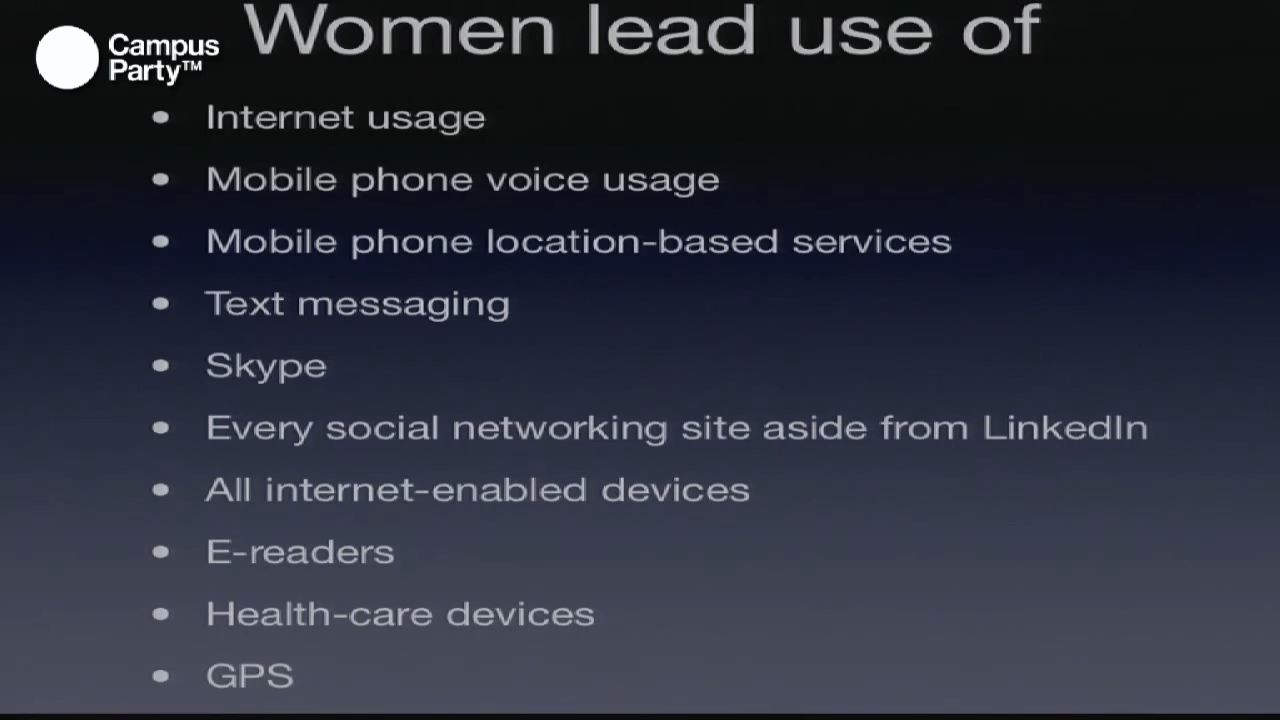 Women lead use of
Campus
Party™
• Internet usage
• Mobile phone voice usage
• Mobile phone location-based services
• Text messaging
• Skype
• Every social networking site aside from LinkedIn
• All internet-enabled devices
• E-readers
• Health-care devices
• GPS